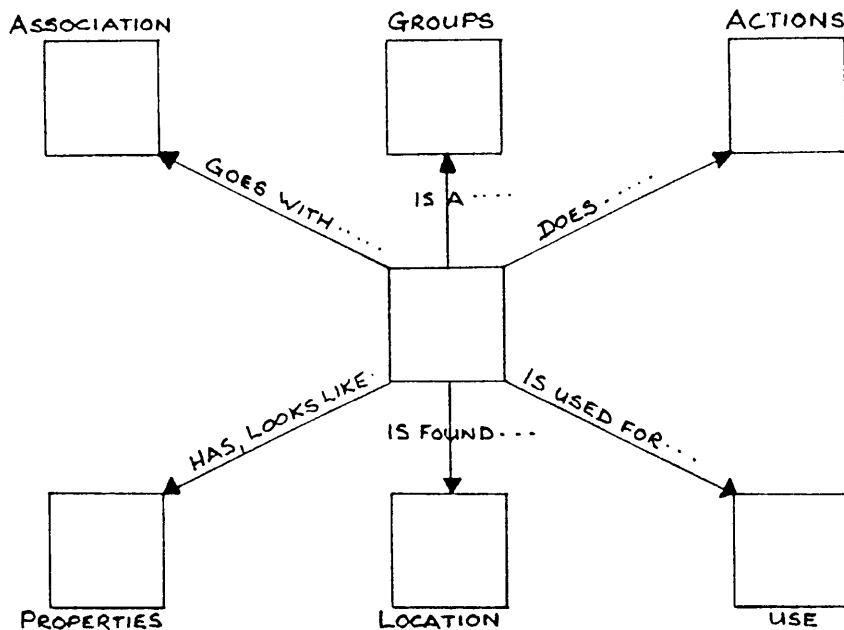 ASSOCIATION
GROUPS
ACTIONS
GOES WITH.....
IS A ....
DOES......
HAS, LOOKS LIKE.
IS FOUND...
IS USED FOR...
PROPERTIES
LOCATION
USE